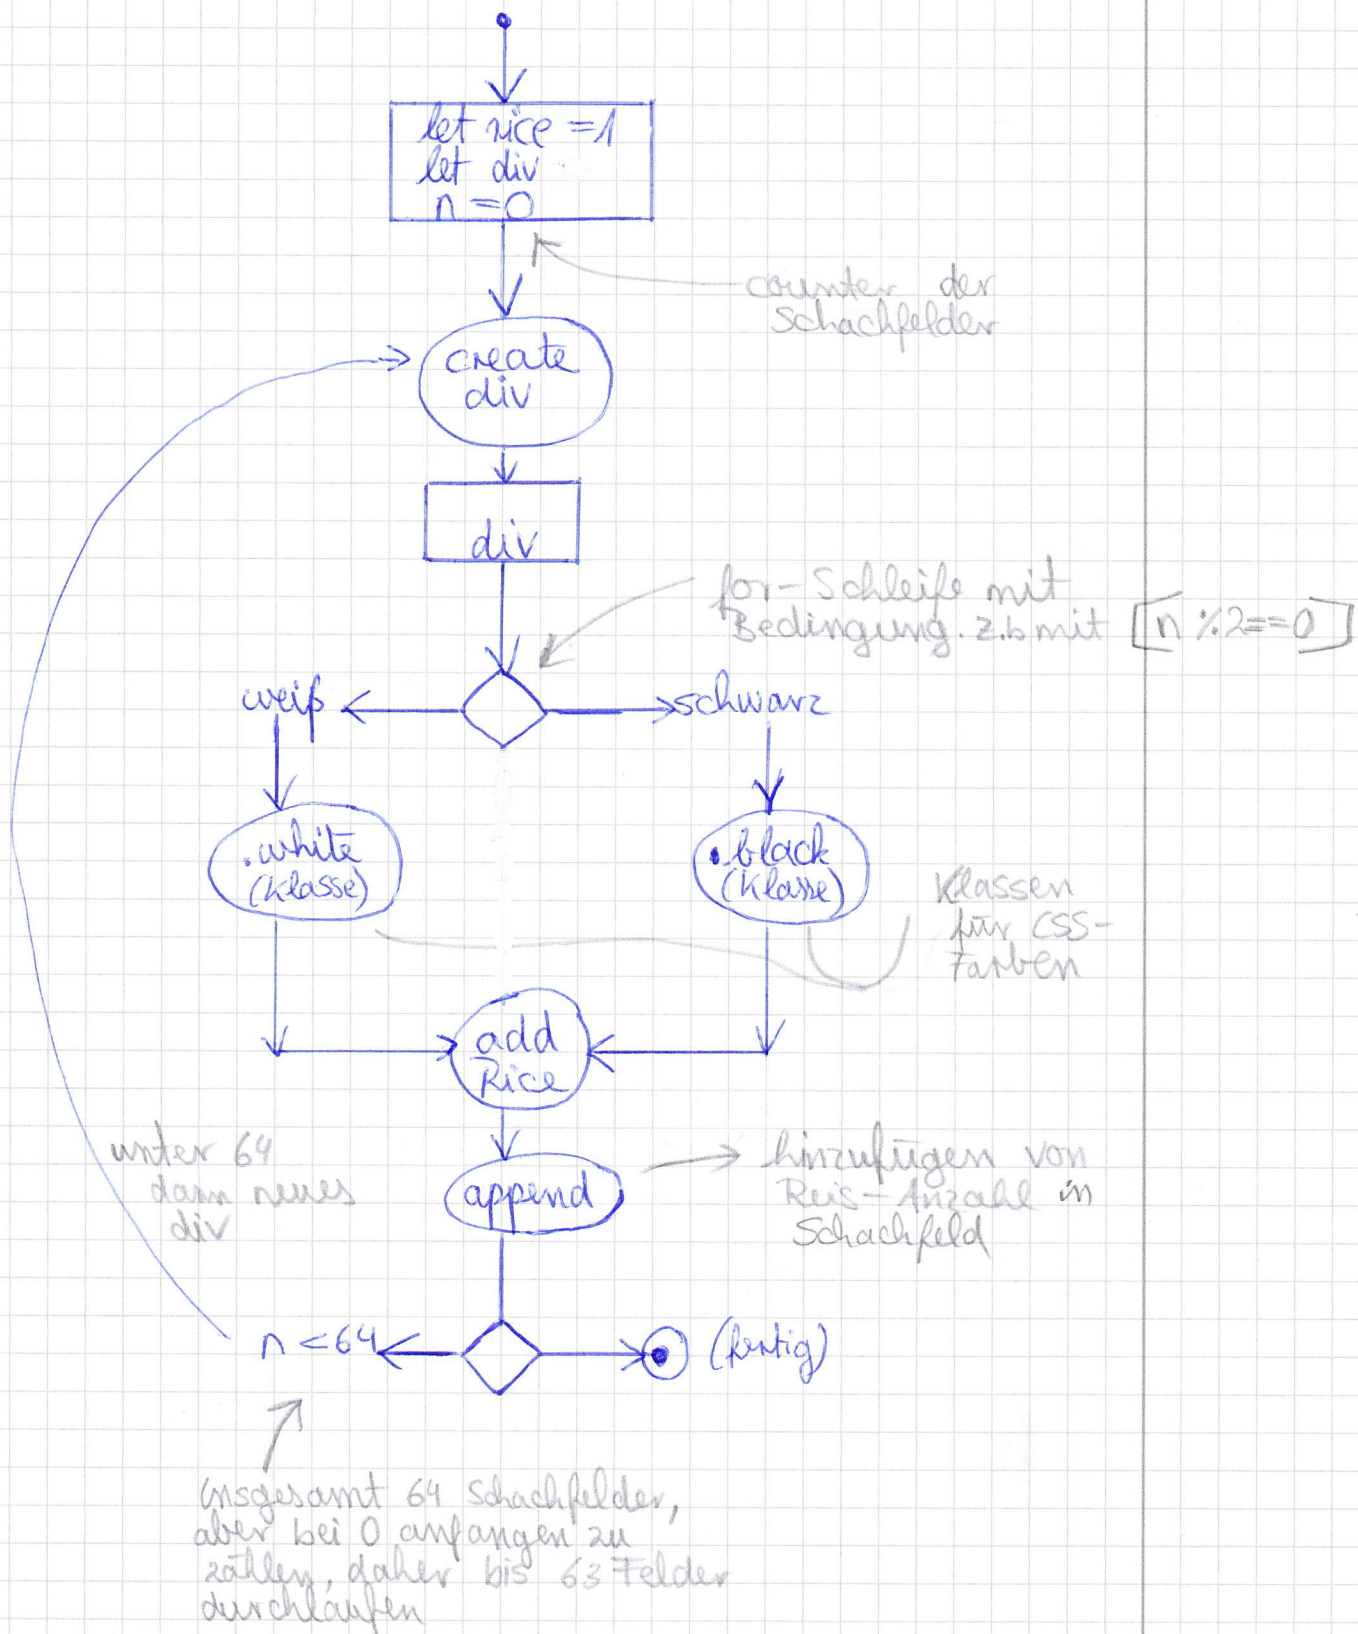 let rice = 1
let div
n = 0
counter der
Schachfelder
create
div
div
for-Schleife mit
Bedingung. z.b mit [n%2==0]
weiß
schwarz
.white
(Klasse)
.black
(Klasse)
Klassen
für CSS-
Farben
add
Rice
unter 64
dann neues
div
append
hinzufügen von
Reis-Anzahl in
Schachfeld
n < 64
(fertig)
insgesamt 64 Schachfelder,
aber bei 0 anfangen zu
zählen, daher bis 63 Felder
durchlaufen